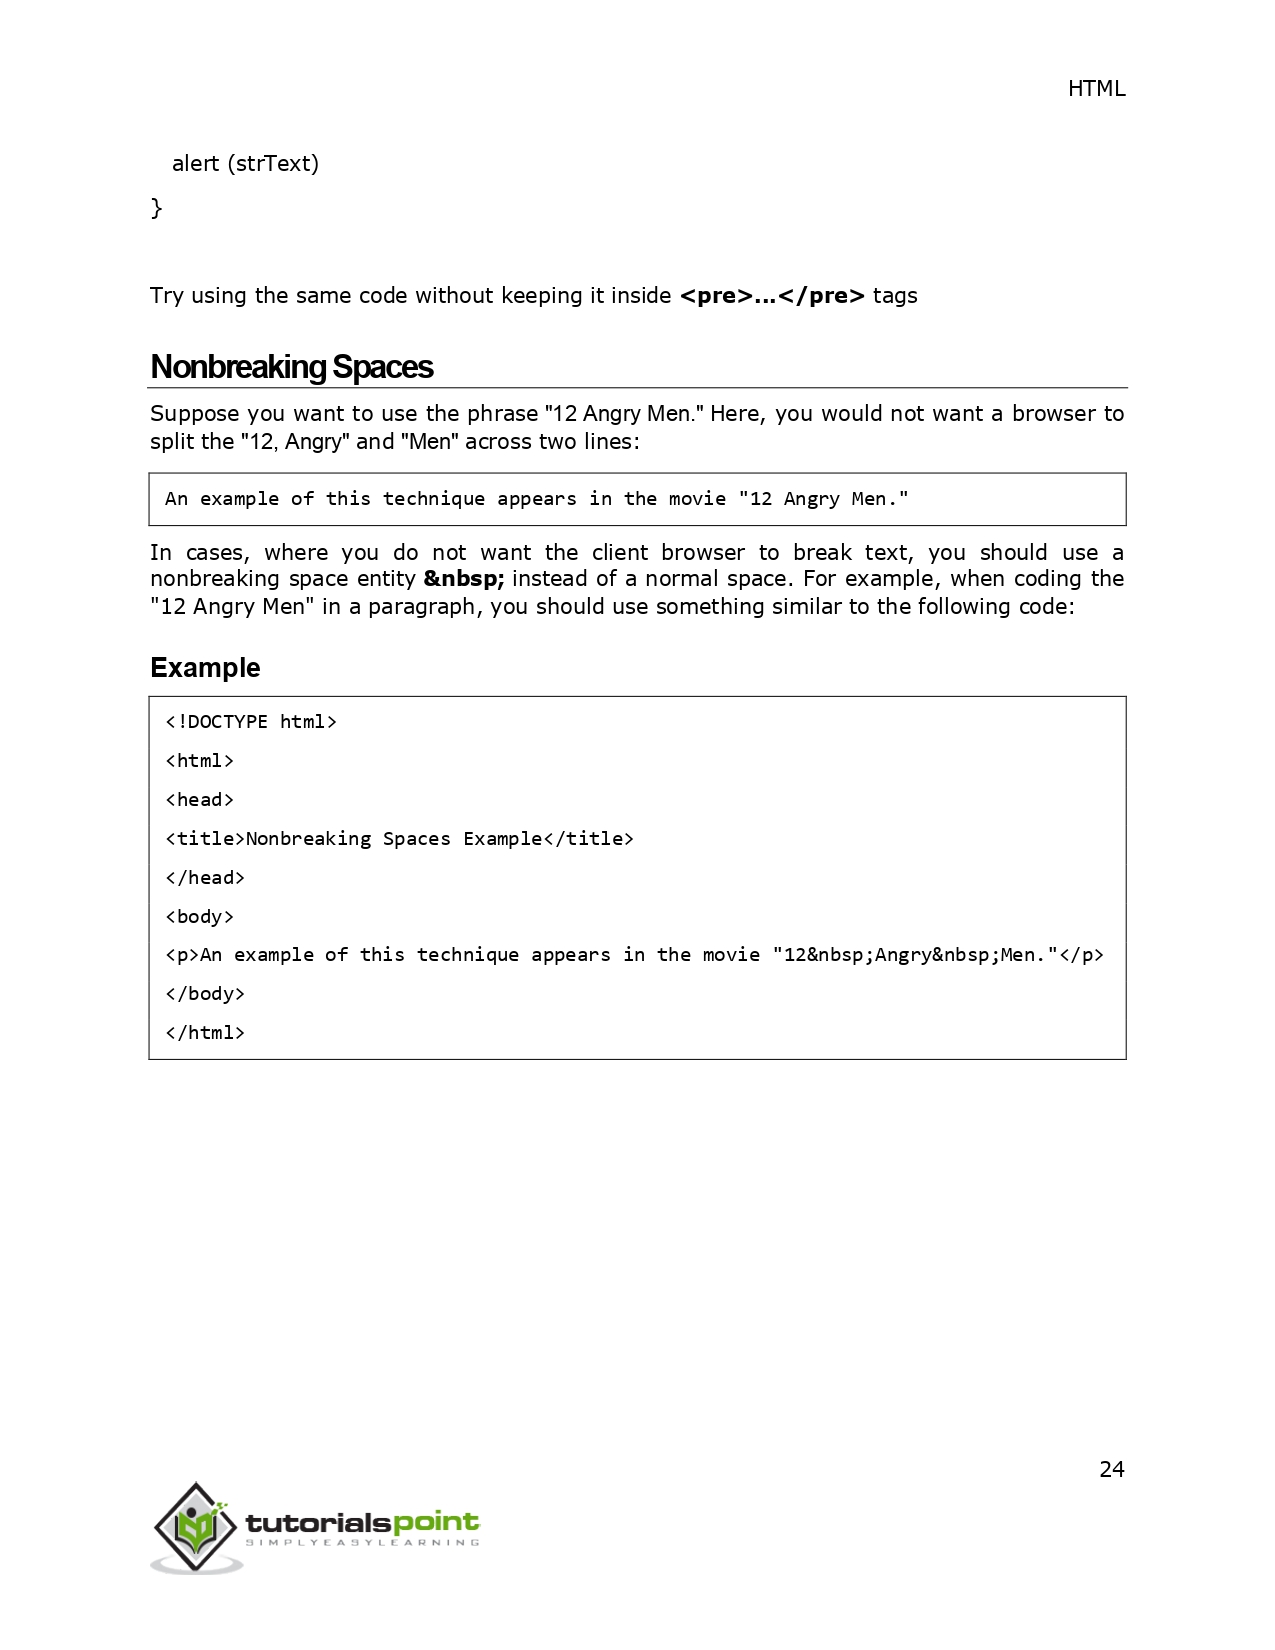 HTML
alert (strText)
}
Try using the same code without keeping it inside <pre>...</pre> tags
Nonbreaking Spaces
Suppose you want to use the phrase "12 Angry Men." Here, you would not want a browser to
split the "12, Angry" and "Men" across two lines:
An example of this technique appears in the movie "12 Angry Men."
In cases, where you do not want the client browser to break text, you should use a
nonbreaking space entity &nbsp; instead of a normal space. For example, when coding the
"12 Angry Men" in a paragraph, you should use something similar to the following code:
Example
<!DOCTYPE html>
<html>
<head>
<title>Nonbreaking Spaces Example</title>
</head>
<body>
<p>An example of this technique appears in the movie "12&nbsp;Angry&nbsp;Men."</p>
</body>
</html>
24
tutorialspoint
SIMPLYEASYLEARNING